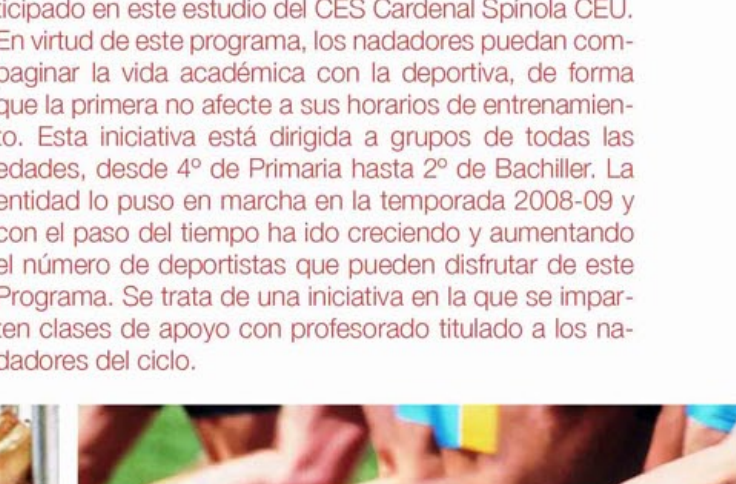 ticipado en este estudio del CES Cardenal Spinola CEU.
En virtud de este programa, los nadadores puedan com-
paginar la vida académica con la deportiva, de forma
que la primera no afecte a sus horarios de entrenamien-
to. Esta iniciativa está dirigida a grupos de todas las
edades, desde 4º de Primaria hasta 2º de Bachiller. La
entidad lo puso en marcha en la temporada 2008-09 y
con el paso del tiempo ha ido creciendo y aumentando
el número de deportistas que pueden disfrutar de este
Programa. Se trata de una iniciativa en la que se impar-
ten clases de apoyo con profesorado titulado a los na-
dadores del ciclo.